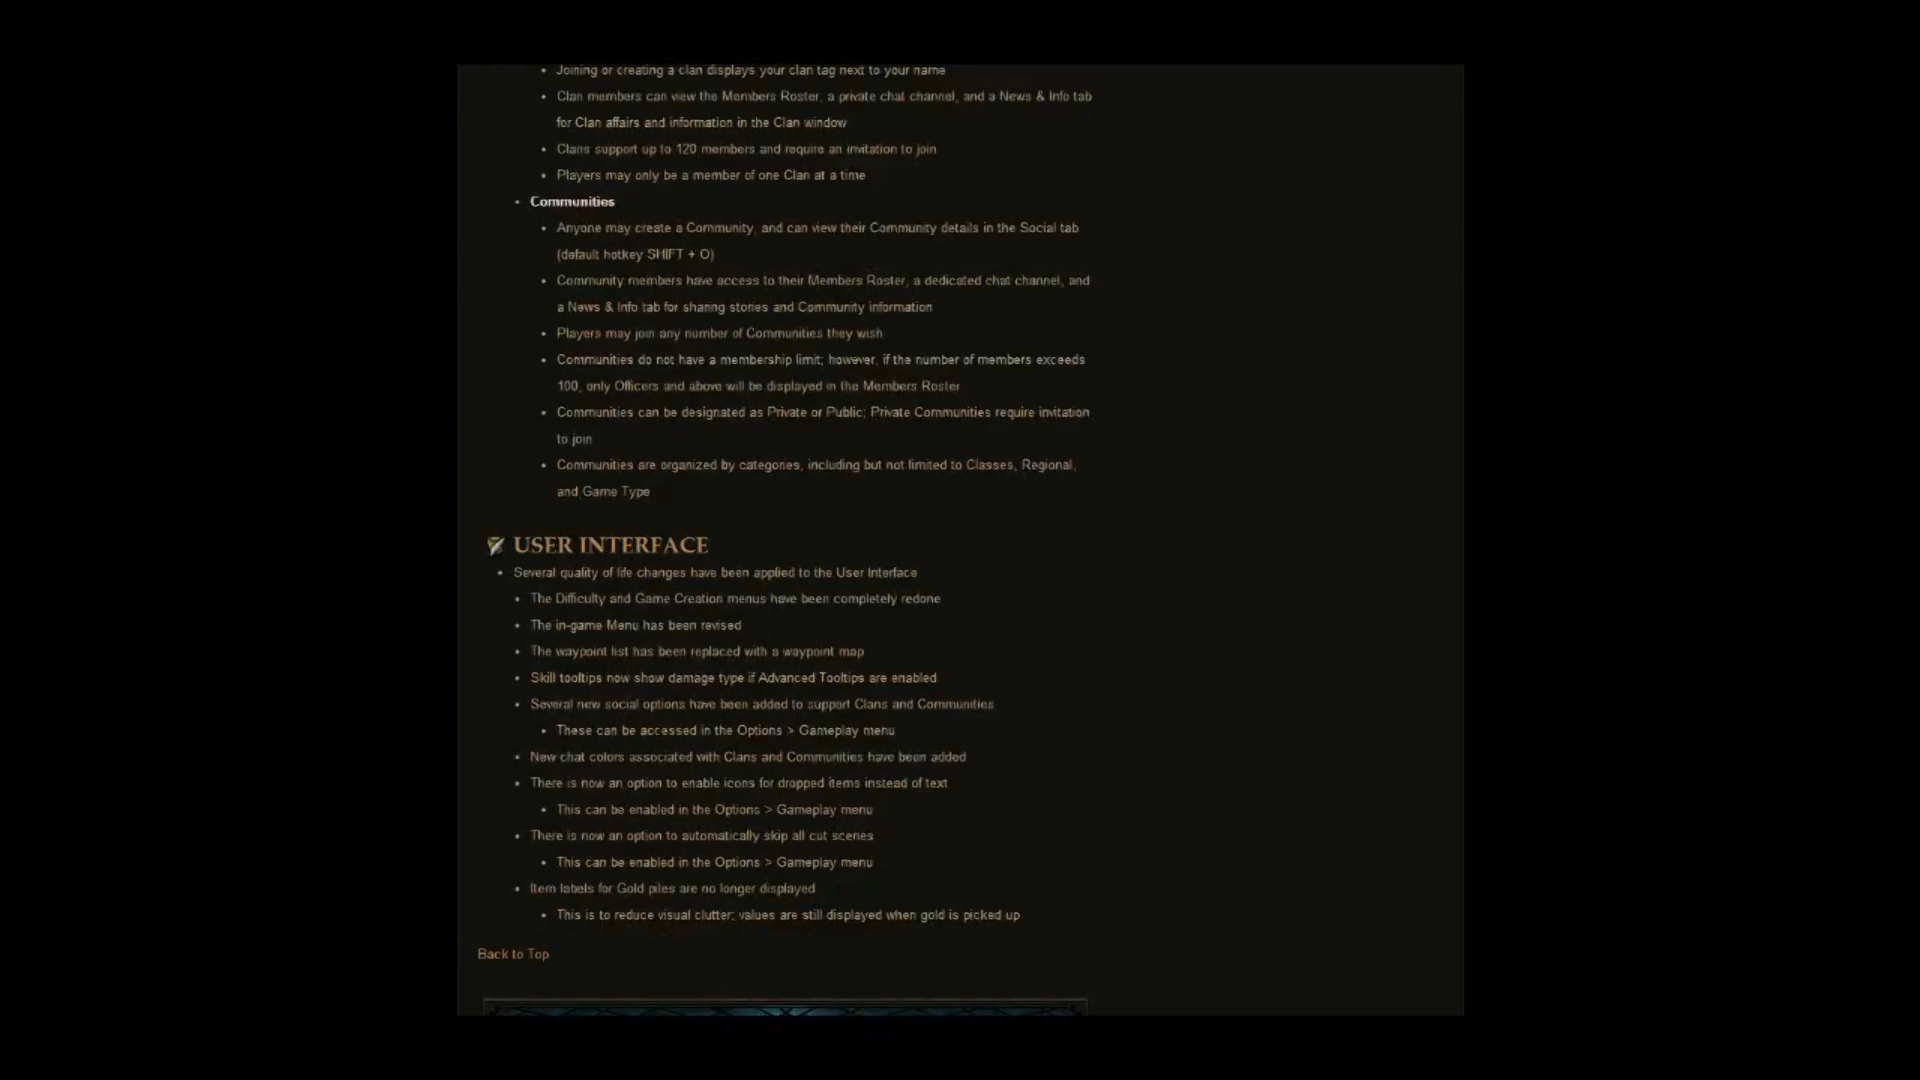 • Joining or creating a clan displays your clan tag next to your name
• Clan members can view the Members Roster, a private chat channel, and a News & Info tab
for Clan affairs and information in the Clan window
• Clans support up to 120 members and require an invitation to join
• Players may only be a member of one Clan at a time
• Communities
• Anyone may create a Community, and can view their Community details in the Social tab
(default hotkey SHIFT + O)
• Community members have access to their Members Roster, a dedicated chat channel, and
a News & Info tab for sharing stories and Community information
• Players may join any number of Communities they wish
• Communities do not have a membership limit; however, if the number of members exceeds
100, only Officers and above will be displayed in the Members Roster
• Communities can be designated as Private or Public; Private Communities require invitation
to join
• Communities are organized by categories, including but not limited to Classes, Regional,
and Game Type
USER INTERFACE
• Several quality of life changes have been applied to the User Interface
• The Difficulty and Game Creation menus have been completely redone
• The in-game Menu has been revised
• The waypoint list has been replaced with a waypoint map
• Skill tooltips now show damage type if Advanced Tooltips are enabled
• Several new social options have been added to support Clans and Communities
• These can be accessed in the Options > Gameplay menu
• New chat colors associated with Clans and Communities have been added
• There is now an option to enable icons for dropped items instead of text
• This can be enabled in the Options > Gameplay menu
• There is now an option to automatically skip all cut scenes
• This can be enabled in the Options > Gameplay menu
• Item labels for Gold piles are no longer displayed
• This is to reduce visual clutter; values are still displayed when gold is picked up
Back to Top